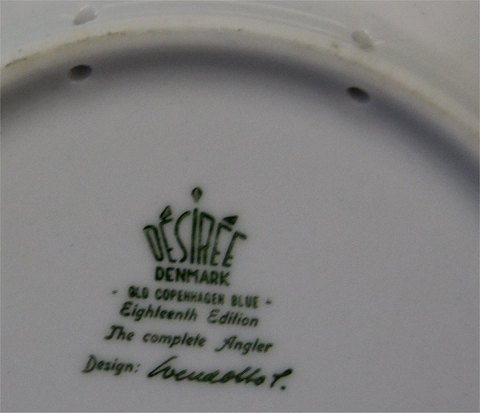 DÉSIRÉE
DENMARK
- OLD COPENHAGEN BLUE -
Eighteenth Edition
The complete Angler
Design: